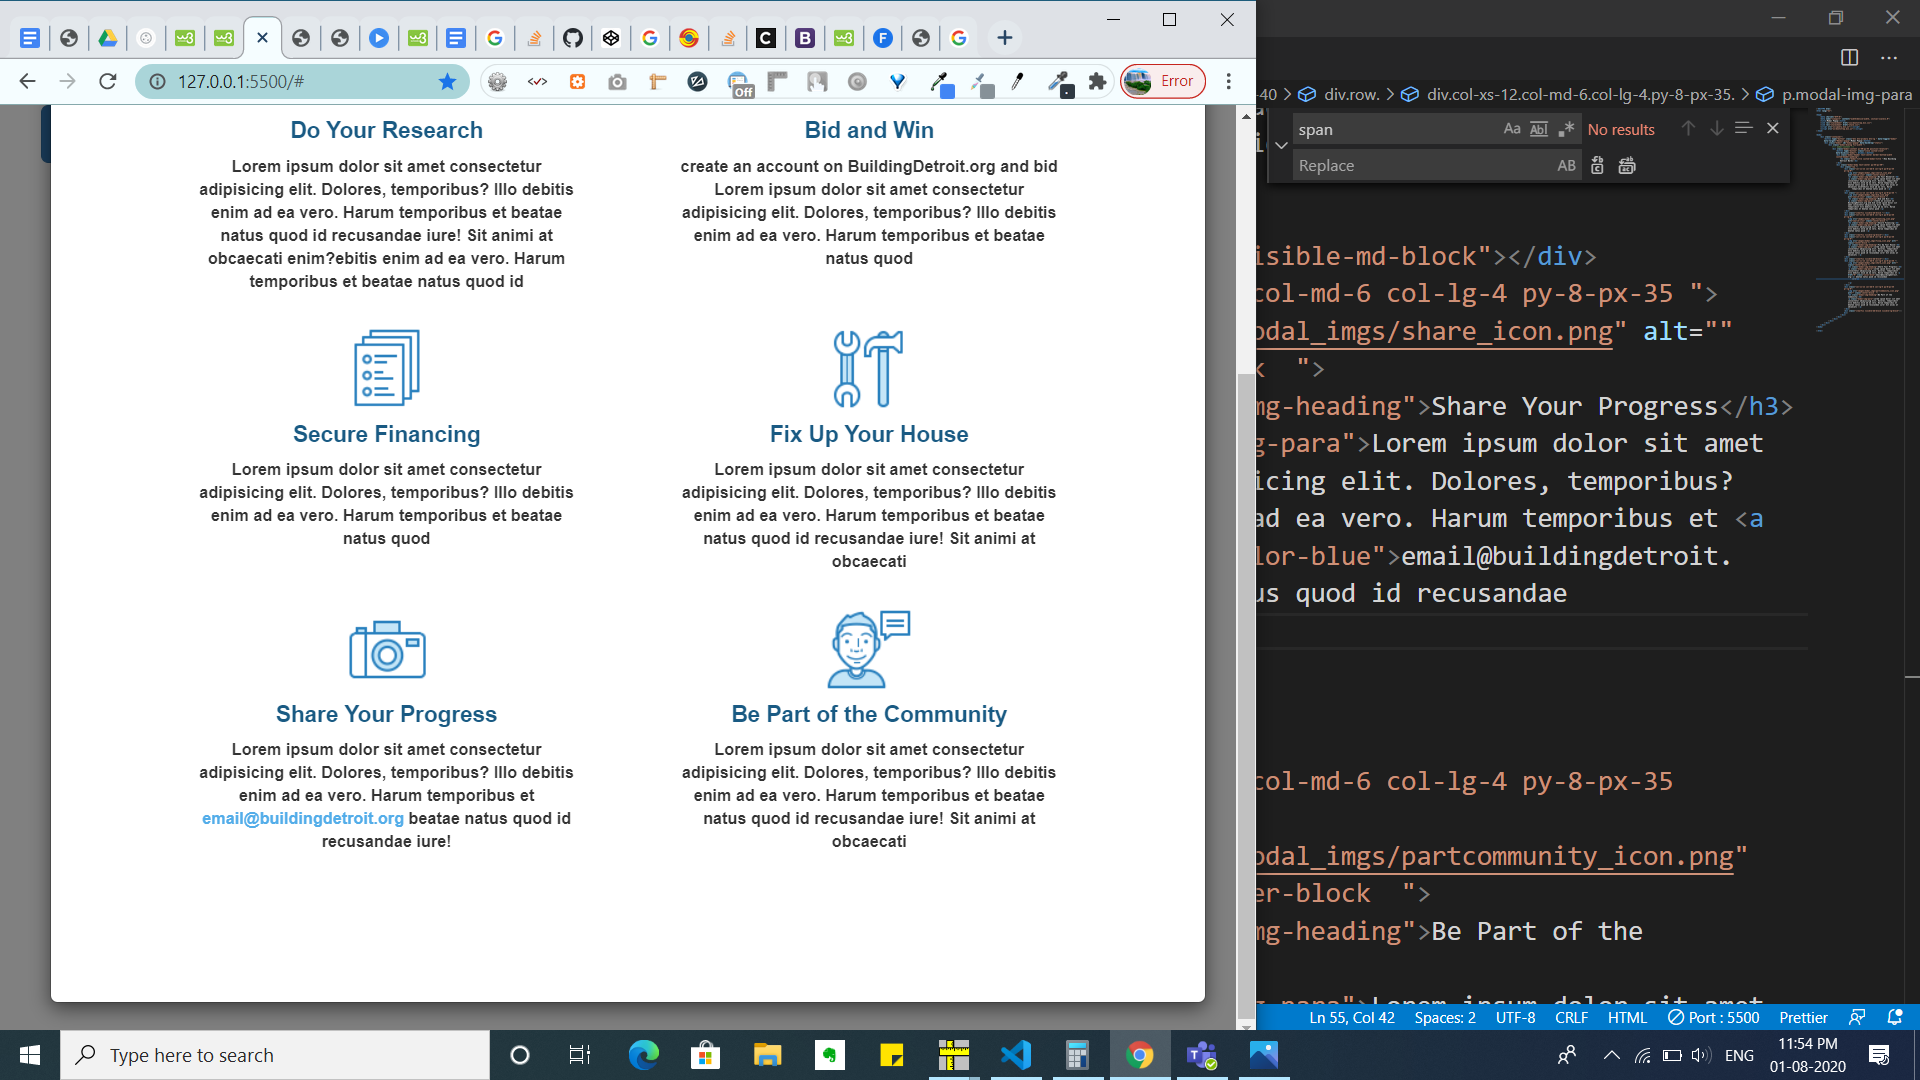 127.0.0.1:5500/#
Off
Error
Do Your Research
Lorem ipsum dolor sit amet consectetur
adipisicing elit. Dolores, temporibus? Illo debitis
enim ad ea vero. Harum temporibus et beatae
natus quod id recusandae iure! Sit animi at
obcaecati enim?ebitis enim ad ea vero. Harum
temporibus et beatae natus quod id
Bid and Win
create an account on BuildingDetroit.org and bid
Lorem ipsum dolor sit amet consectetur
adipisicing elit. Dolores, temporibus? Illo debitis
enim ad ea vero. Harum temporibus et beatae
natus quod
Secure Financing
Lorem ipsum dolor sit amet consectetur
adipisicing elit. Dolores, temporibus? Illo debitis
enim ad ea vero. Harum temporibus et beatae
natus quod
Fix Up Your House
Lorem ipsum dolor sit amet consectetur
adipisicing elit. Dolores, temporibus? Illo debitis
enim ad ea vero. Harum temporibus et beatae
natus quod id recusandae iure! Sit animi at
obcaecati
Share Your Progress
Lorem ipsum dolor sit amet consectetur
adipisicing elit. Dolores, temporibus? Illo debitis
enim ad ea vero. Harum temporibus et
email@buildingdetroit.org beatae natus quod id
recusandae iure!
Be Part of the Community
Lorem ipsum dolor sit amet consectetur
adipisicing elit. Dolores, temporibus? Illo debitis
enim ad ea vero. Harum temporibus et beatae
natus quod id recusandae iure! Sit animi at
obcaecati
-40 > div.row. > div.col-xs-12.col-md-6.col-lg-4.py-8-px-35. > p.modal-img-para
span Aa Abl .* No results
Replace AB
isible-md-block"></div>
col-md-6 col-lg-4 py-8-px-35 ">
odal_imgs/share_icon.png" alt=""
k  ">
mg-heading">Share Your Progress</h3>
g-para">Lorem ipsum dolor sit amet
icing elit. Dolores, temporibus?
ad ea vero. Harum temporibus et <a
lor-blue">email@buildingdetroit.
us quod id recusandae
col-md-6 col-lg-4 py-8-px-35
odal_imgs/partcommunity_icon.png"
er-block  ">
mg-heading">Be Part of the
g-para">Lorem ipsum dolor sit amet
Ln 55, Col 42 Spaces: 2 UTF-8 CRLF HTML Port : 5500 Prettier
Type here to search
ENG
11:54 PM
01-08-2020